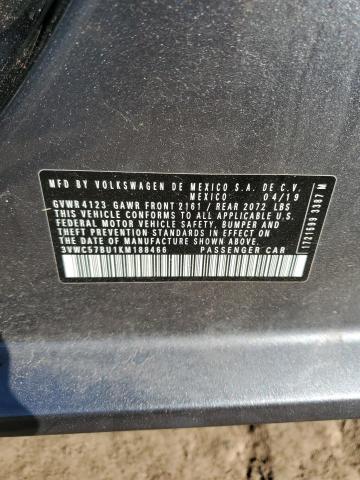 MFD BY VOLKSWAGEN DE MEXICO S.A. DE C.V.
MEXICO 04/19
GVWR 4123 GAWR FRONT 2161 / REAR 2072 LBS
THIS VEHICLE CONFORMS TO ALL APPLICABLE U.S.
FEDERAL MOTOR VEHICLE SAFETY, BUMPER AND
THEFT PREVENTION STANDARDS IN EFFECT ON
THE DATE OF MANUFACTURE SHOWN ABOVE.
3VWC57BU1KM188466 PASSENGER CAR
1721599 3387 M